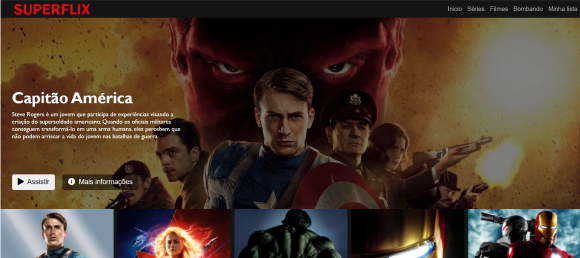 SUPERFLIX
Inicio Séries Filmes Bombando Minha lista
Capitão América
Steve Rogers é um jovem que participa de experiências visando a
criação do supersoldado americano. Quando os oficiais militares
conseguem transformá-lo em uma arma humana, eles percebem que
não podem arriscar a vida do jovem nas batalhas de guerra.
Assistir
Mais informações